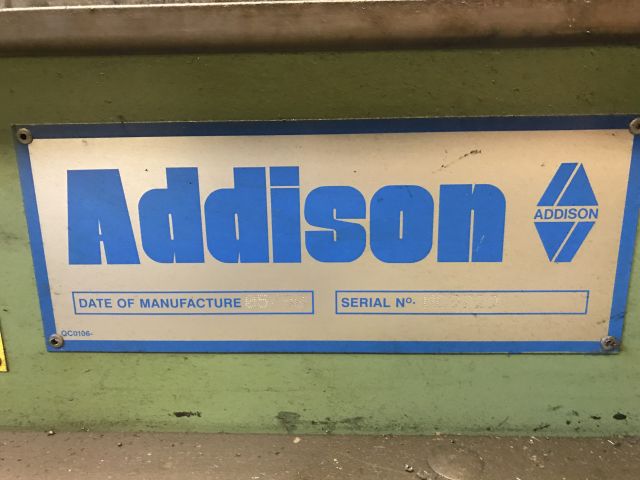 Addison
ADDISON
DATE OF MANUFACTURE
SERIAL Nº.
QC0106-